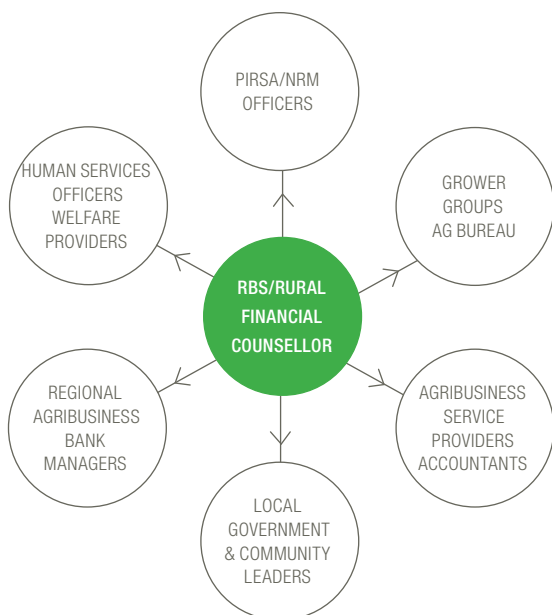 PIRSA/NRM
OFFICERS
HUMAN SERVICES
OFFICERS
WELFARE
PROVIDERS
GROWER
GROUPS
AG BUREAU
RBS/RURAL
FINANCIAL
COUNSELLOR
REGIONAL
AGRIBUSINESS
BANK
MANAGERS
AGRIBUSINESS
SERVICE
PROVIDERS
ACCOUNTANTS
LOCAL
GOVERNMENT
& COMMUNITY
LEADERS